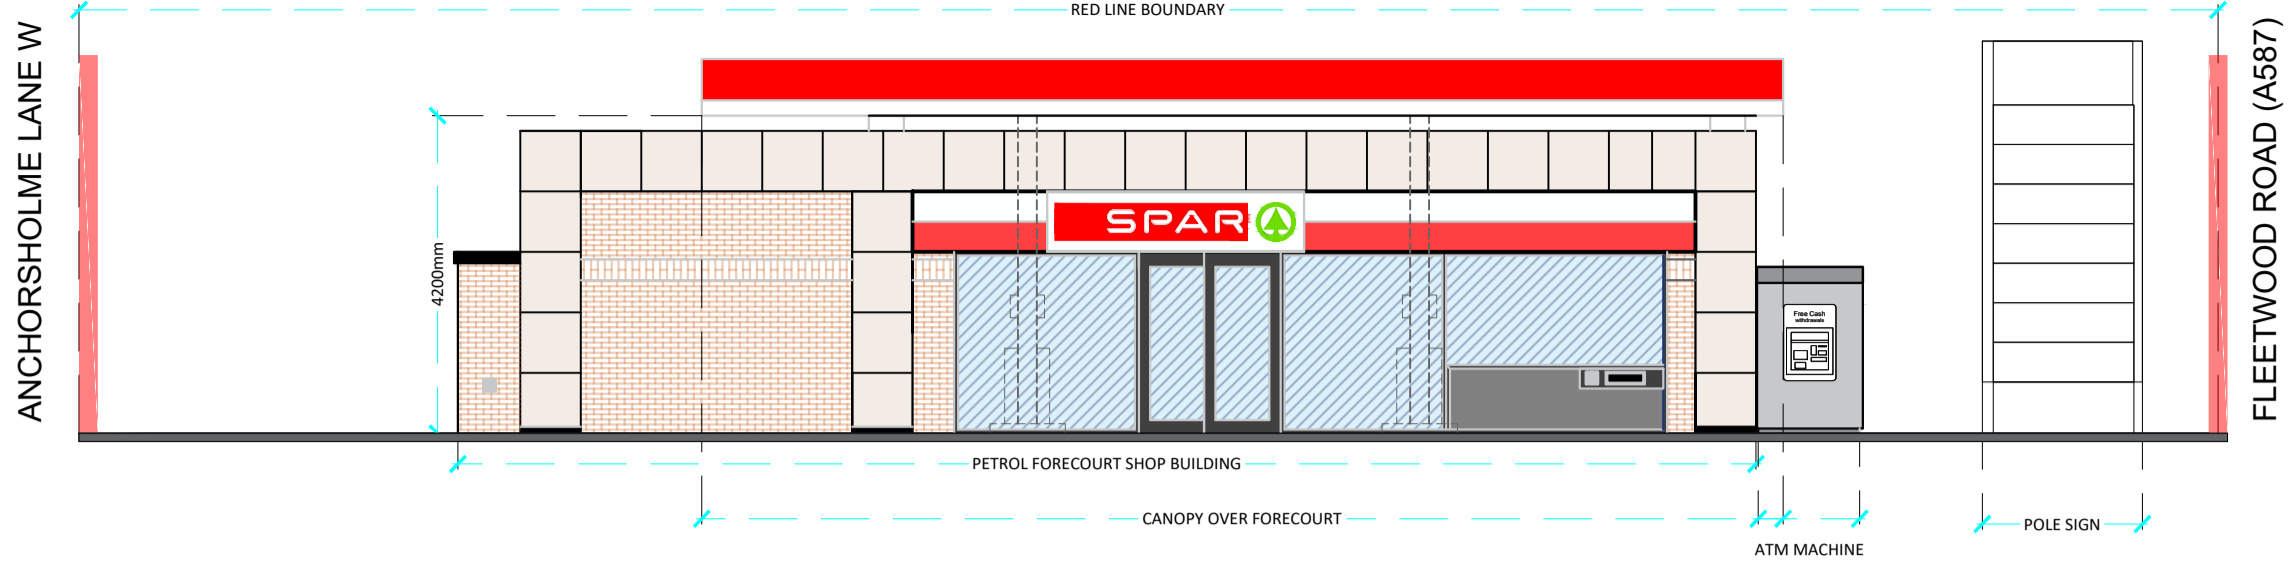 RED LINE BOUNDARY
ANCHORSHOLME LANE W
FLEETWOOD ROAD (A587)
4200mm
SPAR
Free Cash
withdrawals
PETROL FORECOURT SHOP BUILDING
CANOPY OVER FORECOURT
POLE SIGN
ATM MACHINE